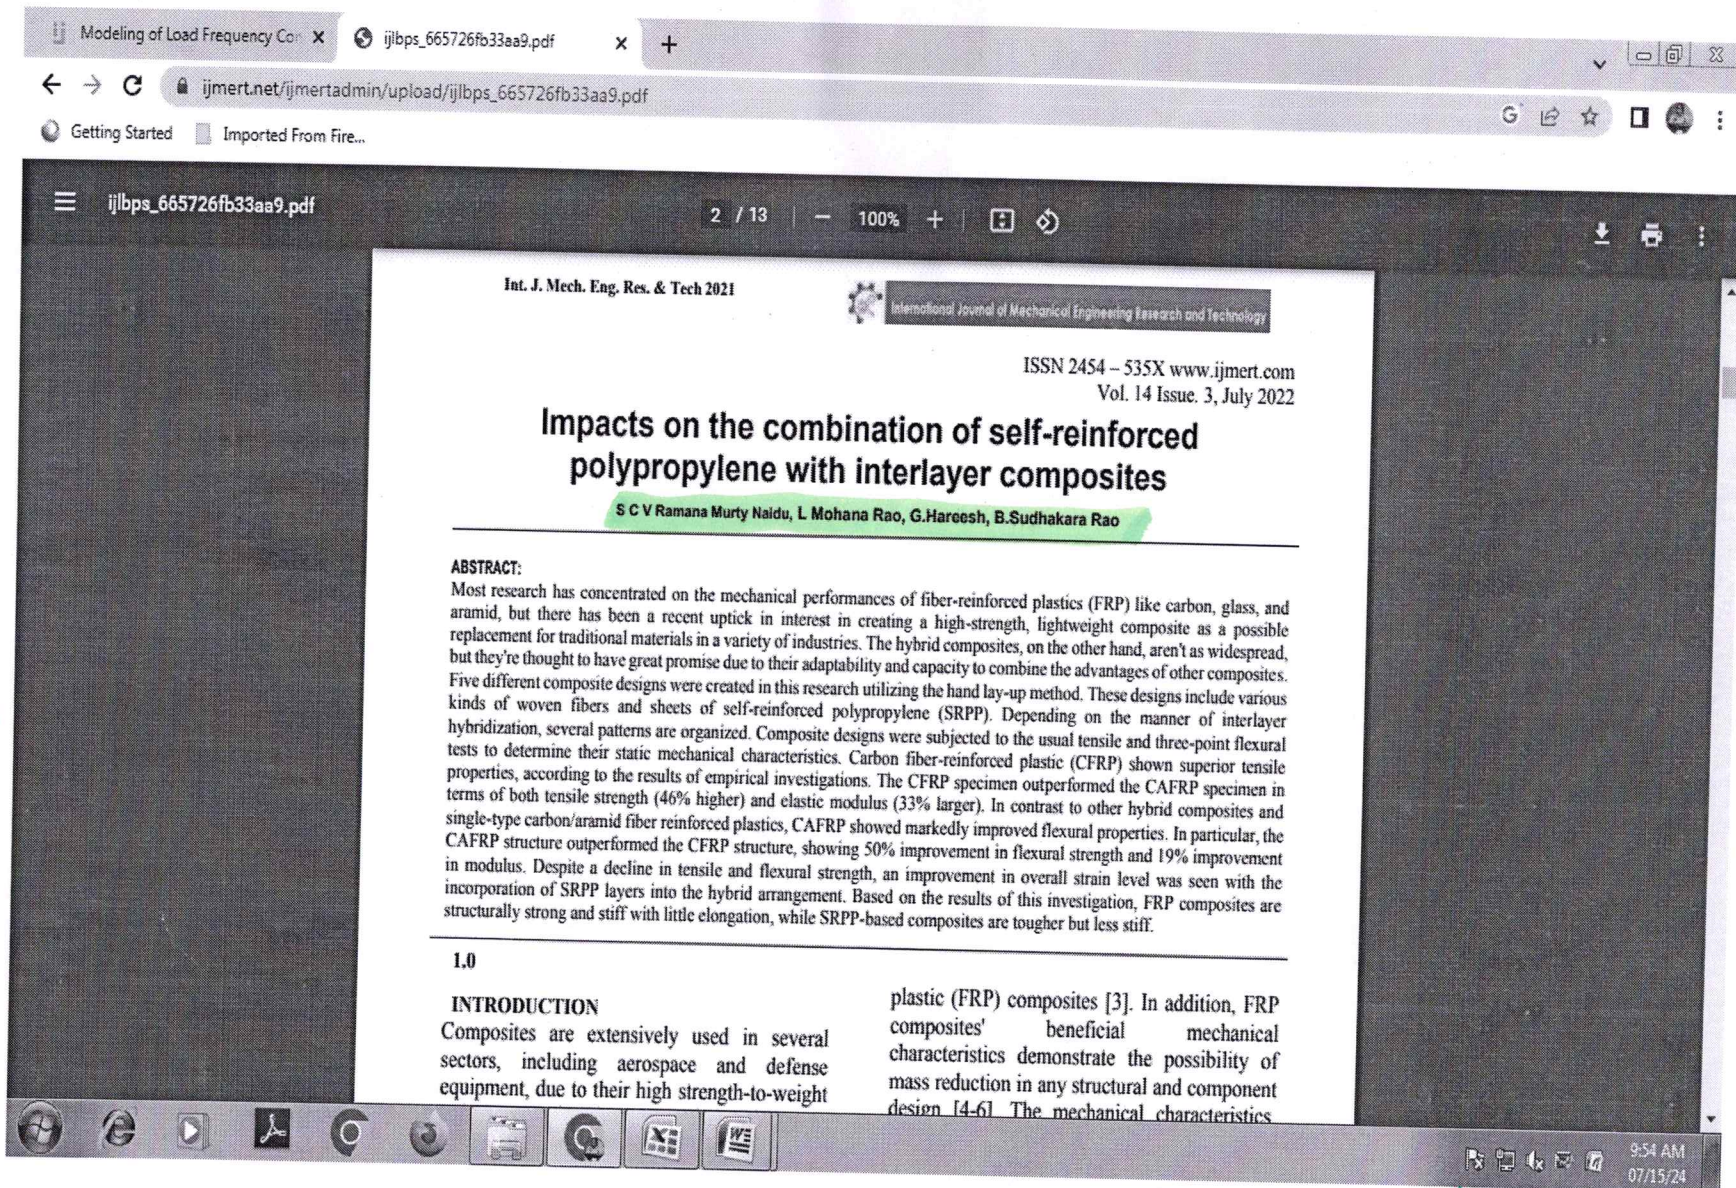 Modeling of Load Frequency Con
ijlbps_665726fb33aa9.pdf
ijmert.net/ijmertadmin/upload/ijlbps_665726fb33aa9.pdf
Getting Started Imported From Fire...
ijlbps_665726fb33aa9.pdf
2 / 13 100%
Int. J. Mech. Eng. Res. & Tech 2021
International Journal of Mechanical Engineering Research and Technology
ISSN 2454 – 535X www.ijmert.com
Vol. 14 Issue. 3, July 2022
Impacts on the combination of self-reinforced
polypropylene with interlayer composites
S C V Ramana Murty Naidu, L Mohana Rao, G.Hareesh, B.Sudhakara Rao
ABSTRACT:
Most research has concentrated on the mechanical performances of fiber-reinforced plastics (FRP) like carbon, glass, and
aramid, but there has been a recent uptick in interest in creating a high-strength, lightweight composite as a possible
replacement for traditional materials in a variety of industries. The hybrid composites, on the other hand, aren't as widespread,
but they're thought to have great promise due to their adaptability and capacity to combine the advantages of other composites.
Five different composite designs were created in this research utilizing the hand lay-up method. These designs include various
kinds of woven fibers and sheets of self-reinforced polypropylene (SRPP). Depending on the manner of interlayer
hybridization, several patterns are organized. Composite designs were subjected to the usual tensile and three-point flexural
tests to determine their static mechanical characteristics. Carbon fiber-reinforced plastic (CFRP) shown superior tensile
properties, according to the results of empirical investigations. The CFRP specimen outperformed the CAFRP specimen in
terms of both tensile strength (46% higher) and elastic modulus (33% larger). In contrast to other hybrid composites and
single-type carbon/aramid fiber reinforced plastics, CAFRP showed markedly improved flexural properties. In particular, the
CAFRP structure outperformed the CFRP structure, showing 50% improvement in flexural strength and 19% improvement
in modulus. Despite a decline in tensile and flexural strength, an improvement in overall strain level was seen with the
incorporation of SRPP layers into the hybrid arrangement. Based on the results of this investigation, FRP composites are
structurally strong and stiff with little elongation, while SRPP-based composites are tougher but less stiff.
1.0
INTRODUCTION
Composites are extensively used in several
sectors, including aerospace and defense
equipment, due to their high strength-to-weight
plastic (FRP) composites [3]. In addition, FRP
composites' beneficial mechanical
characteristics demonstrate the possibility of
mass reduction in any structural and component
design [4-6]. The mechanical characteristics
9:54 AM
07/15/24